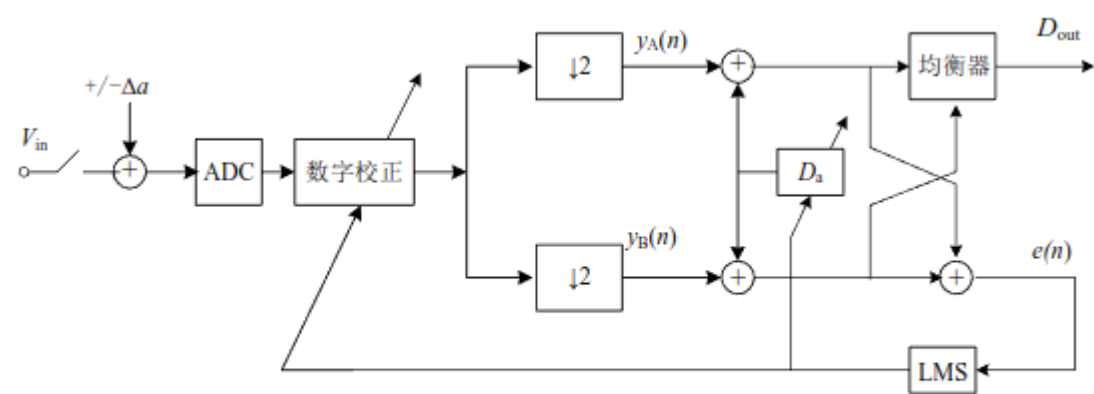 V_in
+/−Δa
+
ADC
数字校正
↓2
y_A(n)
+
D_a
↓2
y_B(n)
+
均衡器
D_out
+
e(n)
LMS